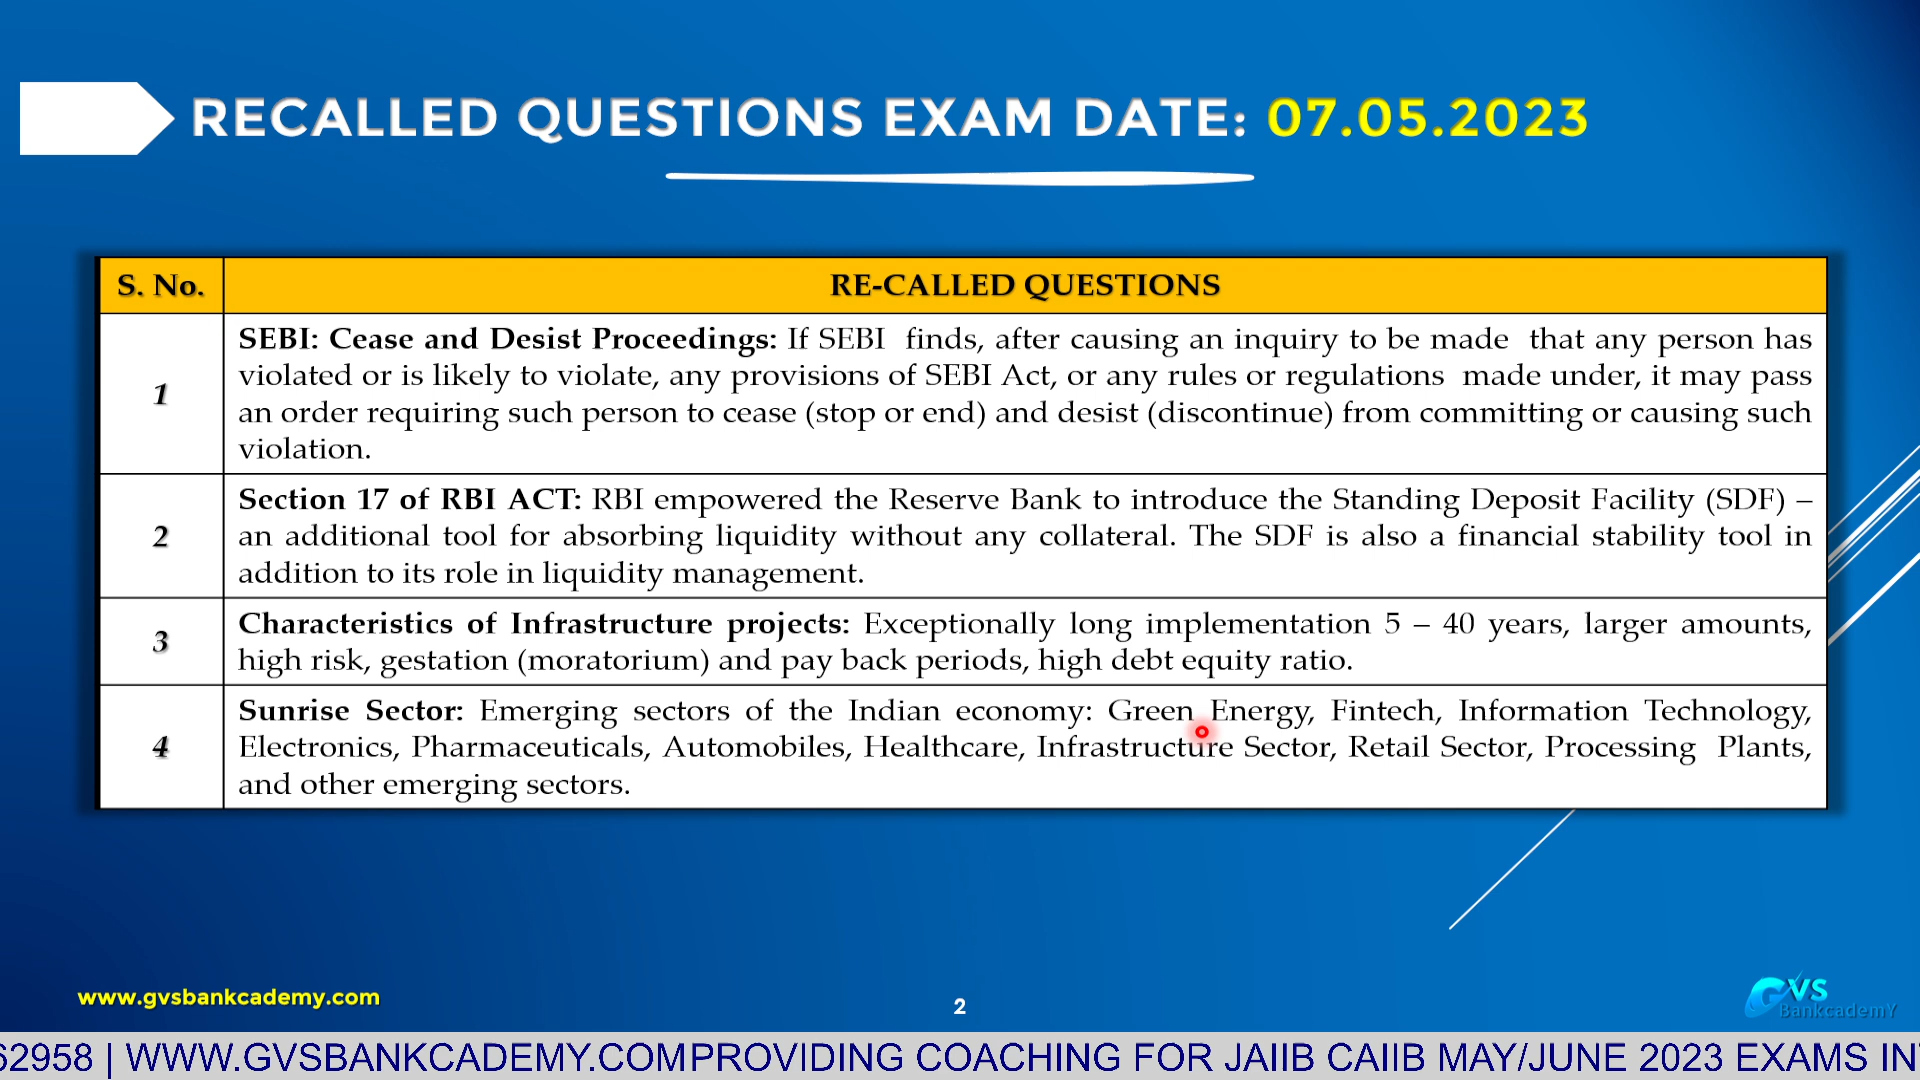 RECALLED QUESTIONS EXAM DATE: 07.05.2023
S. No. RE-CALLED QUESTIONS
1
SEBI: Cease and Desist Proceedings: If SEBI finds, after causing an inquiry to be made that any person has
violated or is likely to violate, any provisions of SEBI Act, or any rules or regulations made under, it may pass
an order requiring such person to cease (stop or end) and desist (discontinue) from committing or causing such
violation.
2
Section 17 of RBI ACT: RBI empowered the Reserve Bank to introduce the Standing Deposit Facility (SDF) –
an additional tool for absorbing liquidity without any collateral. The SDF is also a financial stability tool in
addition to its role in liquidity management.
3
Characteristics of Infrastructure projects: Exceptionally long implementation 5 – 40 years, larger amounts,
high risk, gestation (moratorium) and pay back periods, high debt equity ratio.
4
Sunrise Sector: Emerging sectors of the Indian economy: Green Energy, Fintech, Information Technology,
Electronics, Pharmaceuticals, Automobiles, Healthcare, Infrastructure Sector, Retail Sector, Processing Plants,
and other emerging sectors.
www.gvsbankcademy.com
2
GVS
BankcademY
62958 | WWW.GVSBANKCADEMY.COMPROVIDING COACHING FOR JAIIB CAIIB MAY/JUNE 2023 EXAMS IN